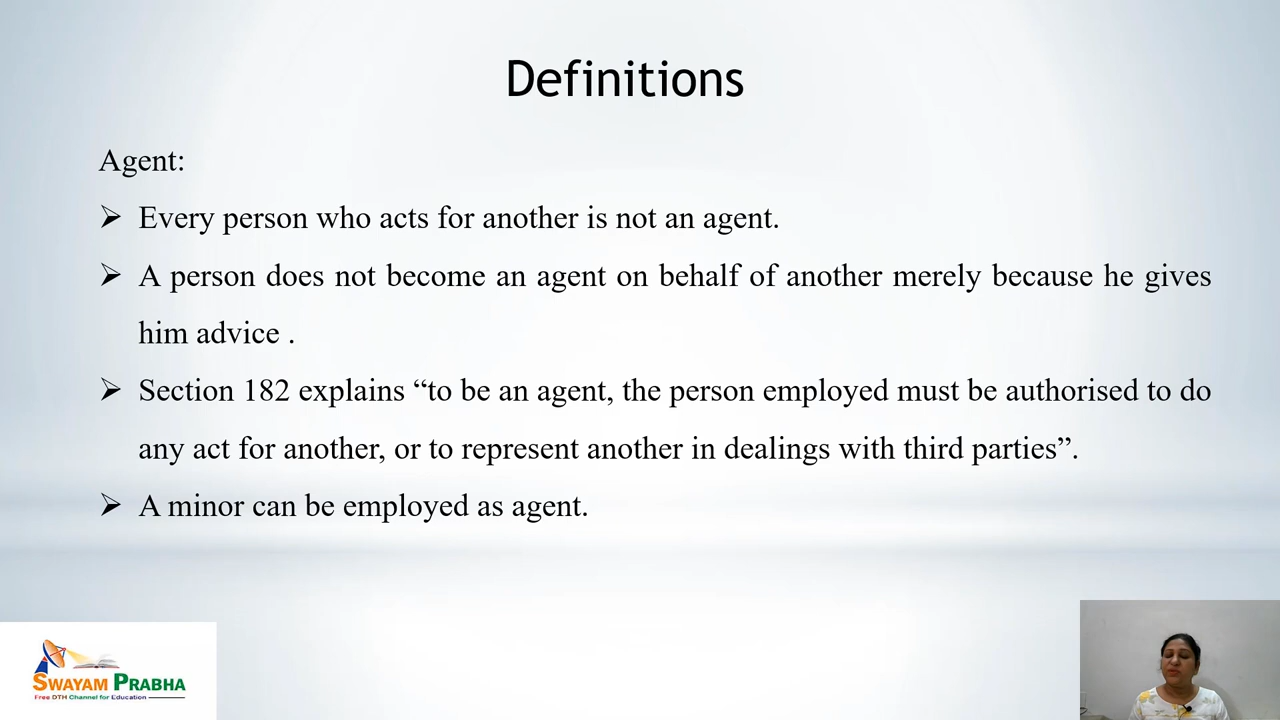 Definitions
Agent:
➢ Every person who acts for another is not an agent.
➢ A person does not become an agent on behalf of another merely because he gives
him advice .
➢ Section 182 explains “to be an agent, the person employed must be authorised to do
any act for another, or to represent another in dealings with third parties”.
➢ A minor can be employed as agent.
SWAYAM PRABHA
Free DTH Channel for Education